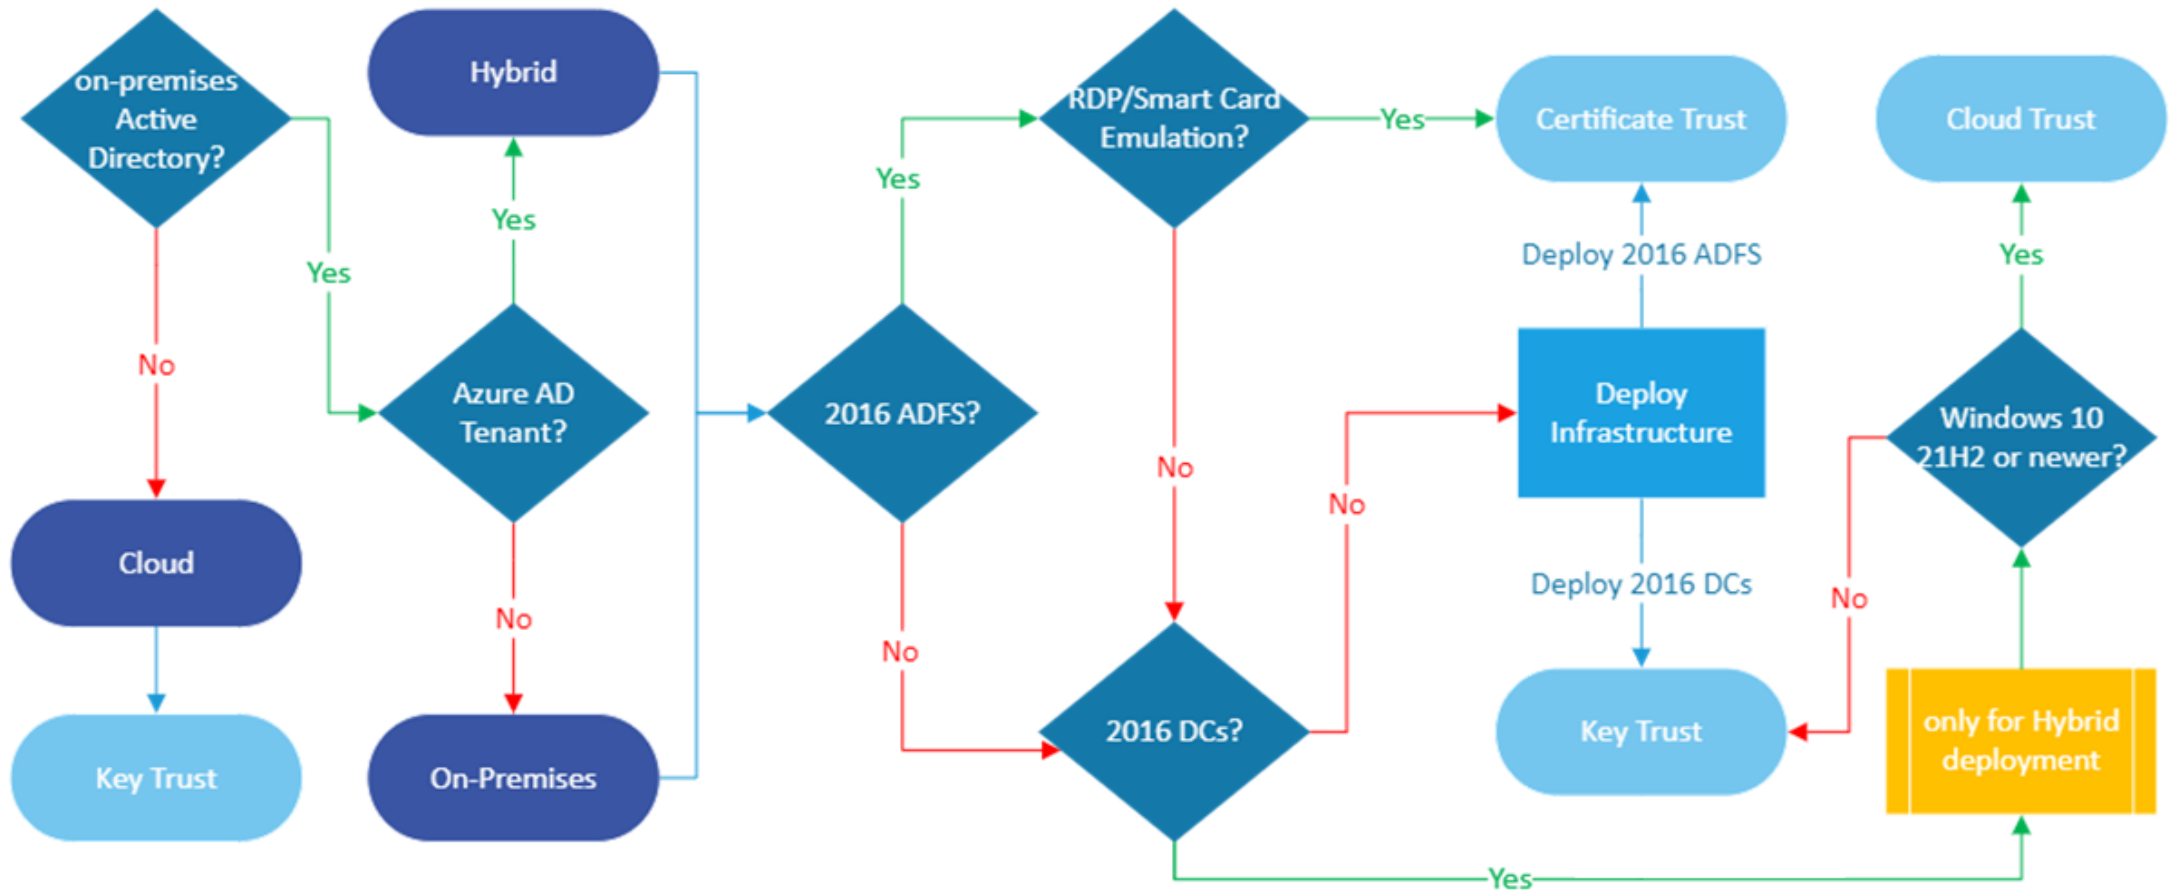 on-premises
Active
Directory?
Yes
No
Cloud
Key Trust
Hybrid
Yes
Azure AD
Tenant?
No
On-Premises
2016 ADFS?
Yes
No
RDP/Smart Card
Emulation?
Yes
No
2016 DCs?
No
Yes
Certificate Trust
Deploy 2016 ADFS
Deploy
Infrastructure
Deploy 2016 DCs
Key Trust
Cloud Trust
Yes
Windows 10
21H2 or newer?
No
only for Hybrid
deployment